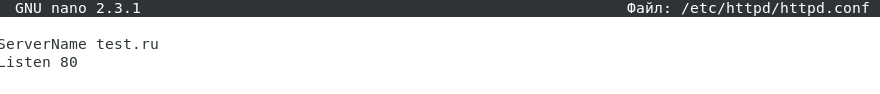 GNU nano 2.3.1 Файл: /etc/httpd/httpd.conf
ServerName test.ru
Listen 80